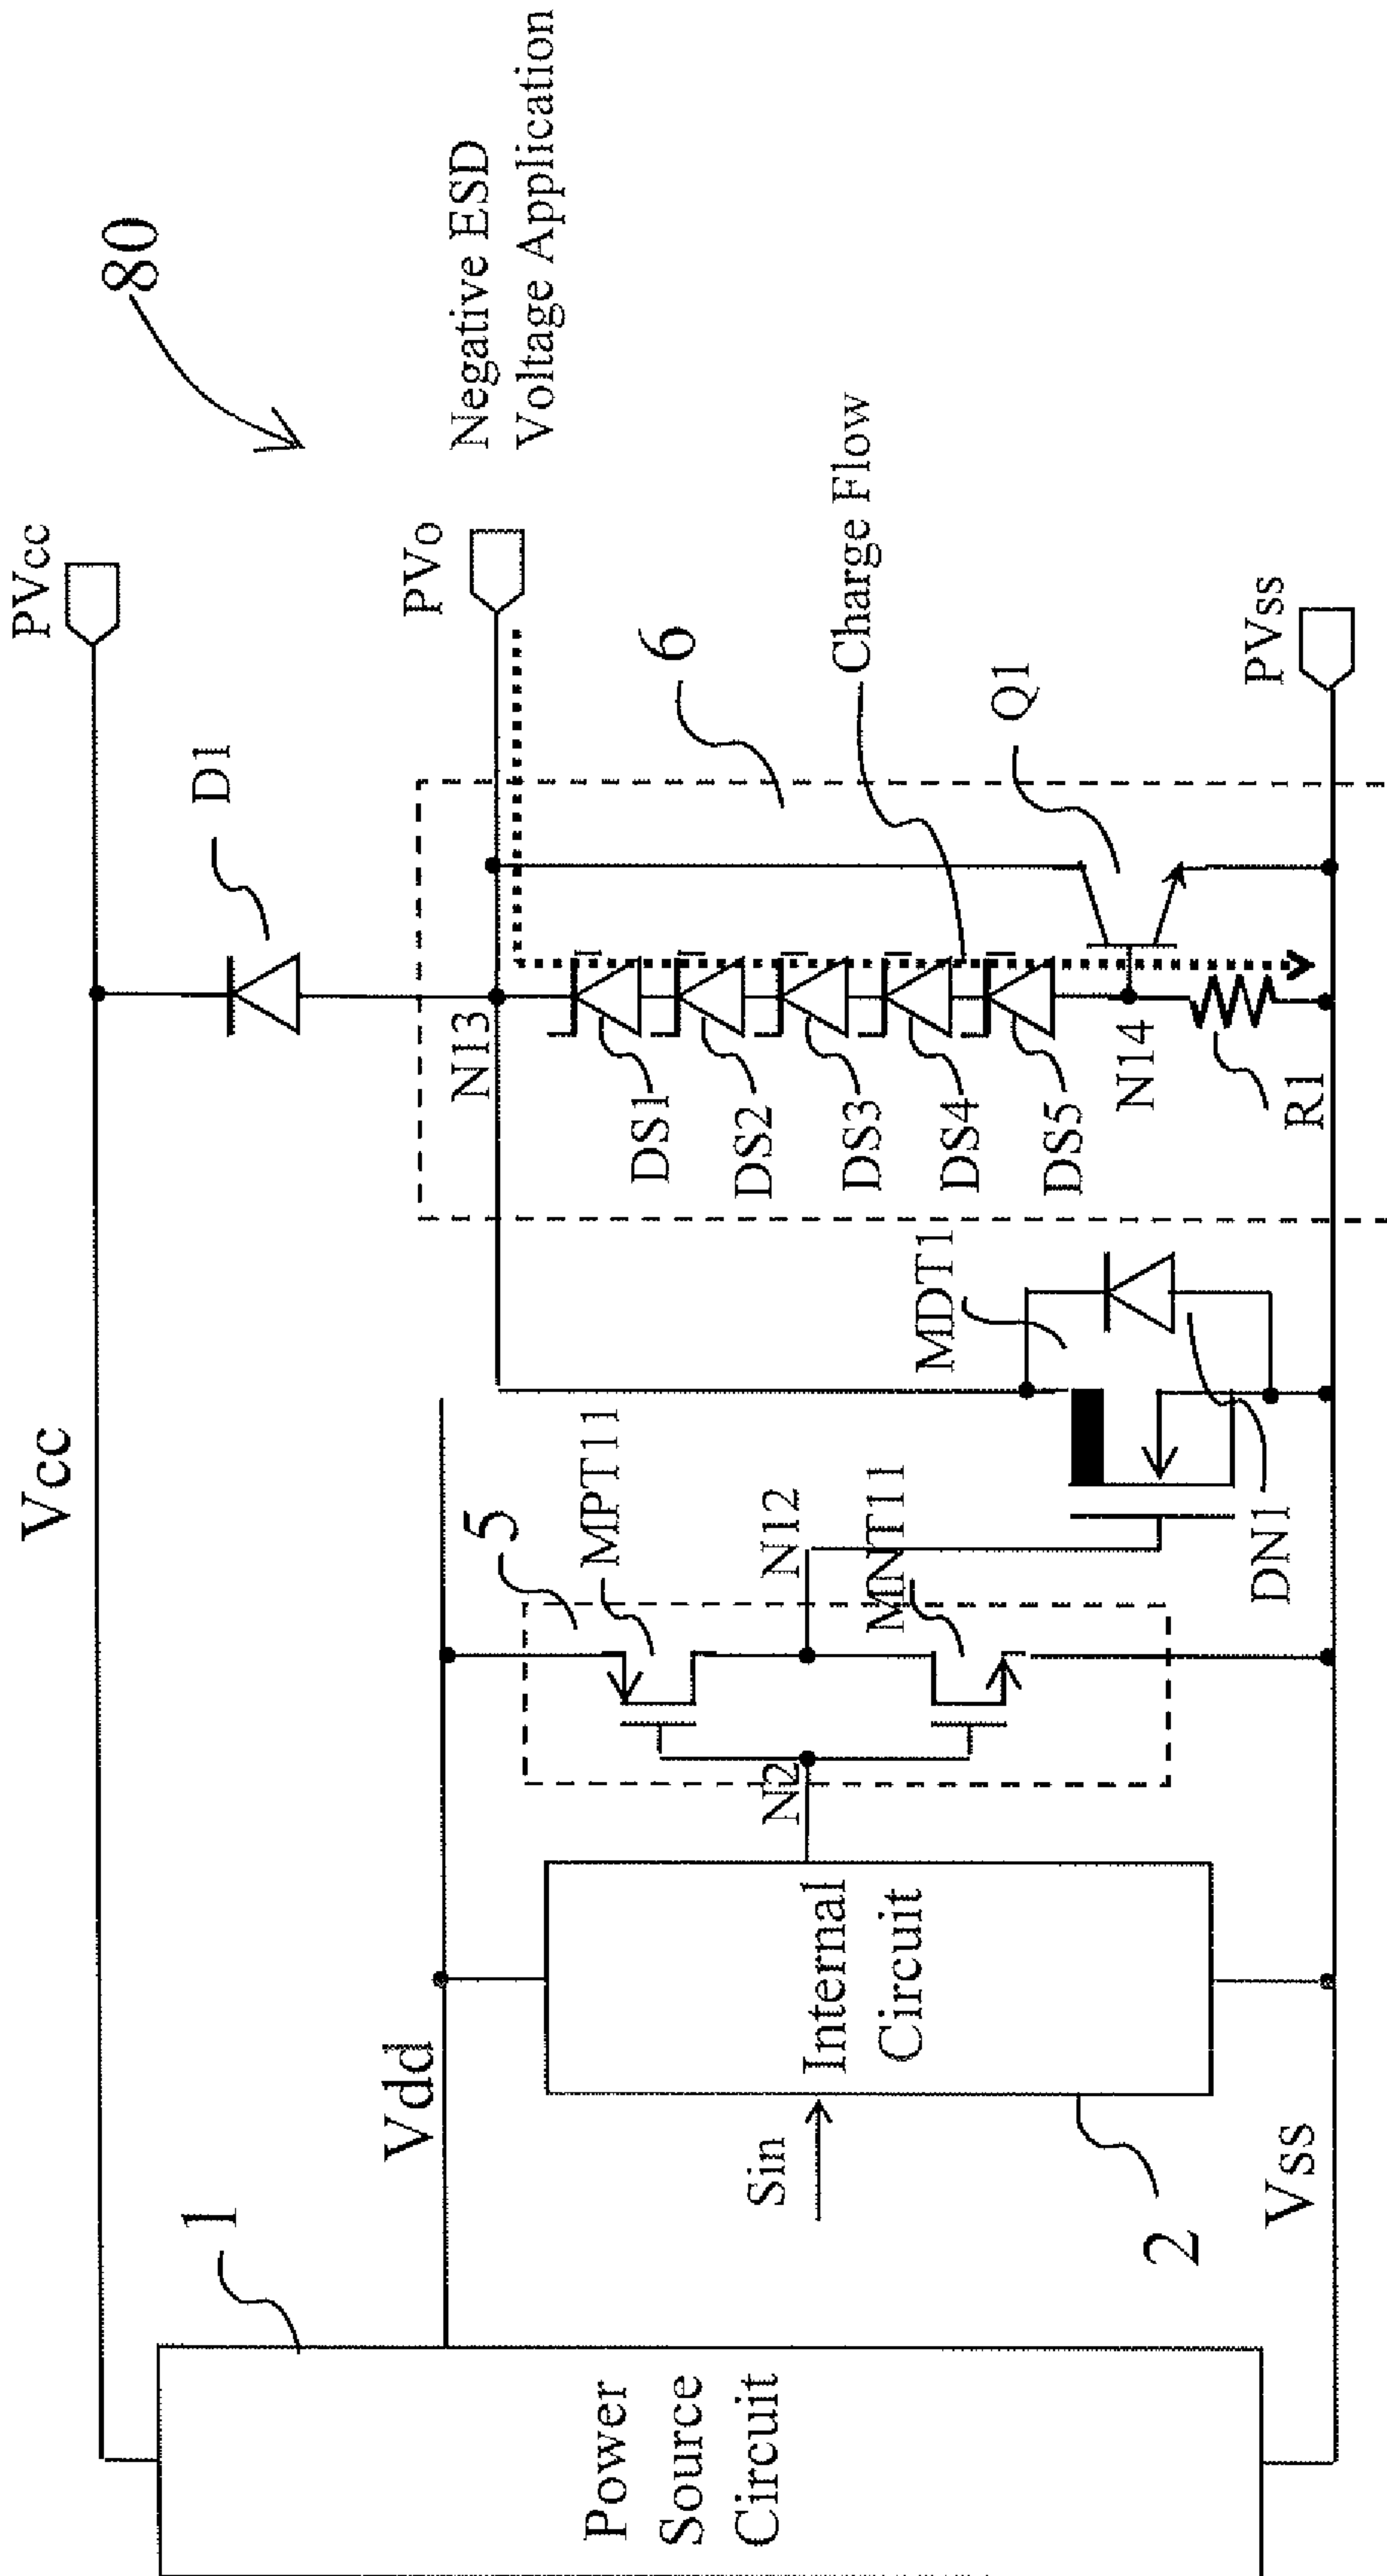 80
PVcc
Vcc
D1
Negative ESD
Voltage Application
PVo
N13
6
Charge Flow
DS1
DS2
DS3
DS4
DS5
Q1
N14
R1
PVss
MDT1
DN1
Vdd
5
MPT11
N12
MNT11
N2
Internal
Circuit
Sin
2
Vss
1
Power
Source
Circuit